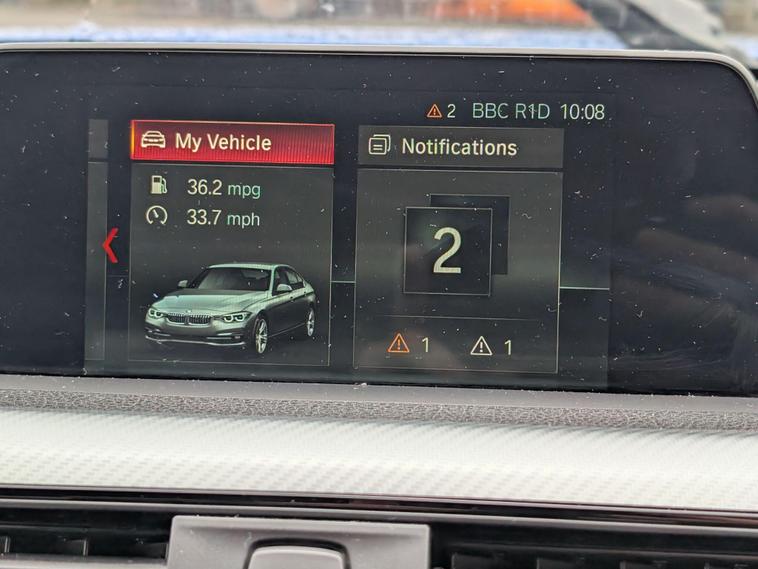 2 BBC R1D 10:08
My Vehicle
36.2 mpg
33.7 mph
Notifications
2
1 1